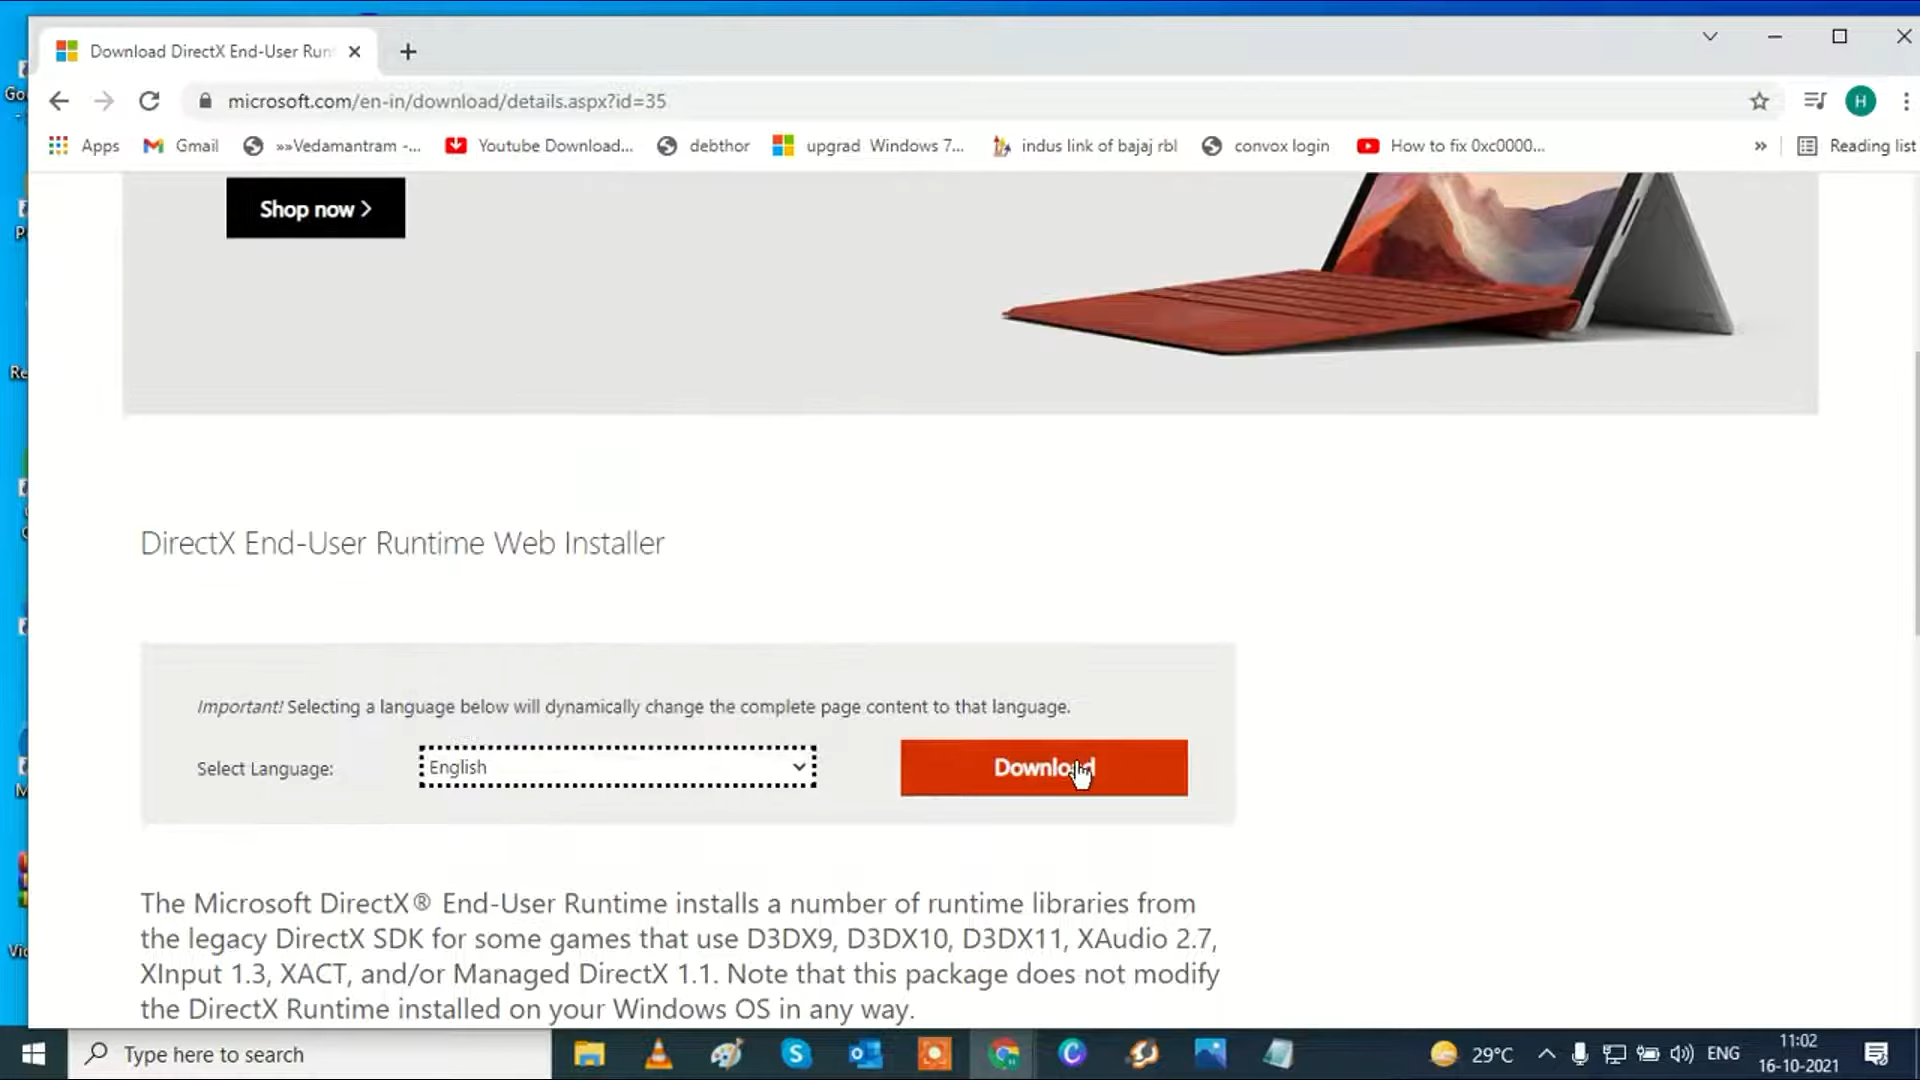 Download DirectX End-User Run
microsoft.com/en-in/download/details.aspx?id=35
H
Apps
Gmail
»»Vedamantram -...
Youtube Download...
debthor
upgrad Windows 7...
indus link of bajaj rbl
convox login
How to fix 0xc0000...
»
Reading list
Shop now >
DirectX End-User Runtime Web Installer
Important! Selecting a language below will dynamically change the complete page content to that language.
Select Language:
English
Download
The Microsoft DirectX® End-User Runtime installs a number of runtime libraries from
the legacy DirectX SDK for some games that use D3DX9, D3DX10, D3DX11, XAudio 2.7,
XInput 1.3, XACT, and/or Managed DirectX 1.1. Note that this package does not modify
the DirectX Runtime installed on your Windows OS in any way.
Type here to search
29°C
ENG
11:02
16-10-2021